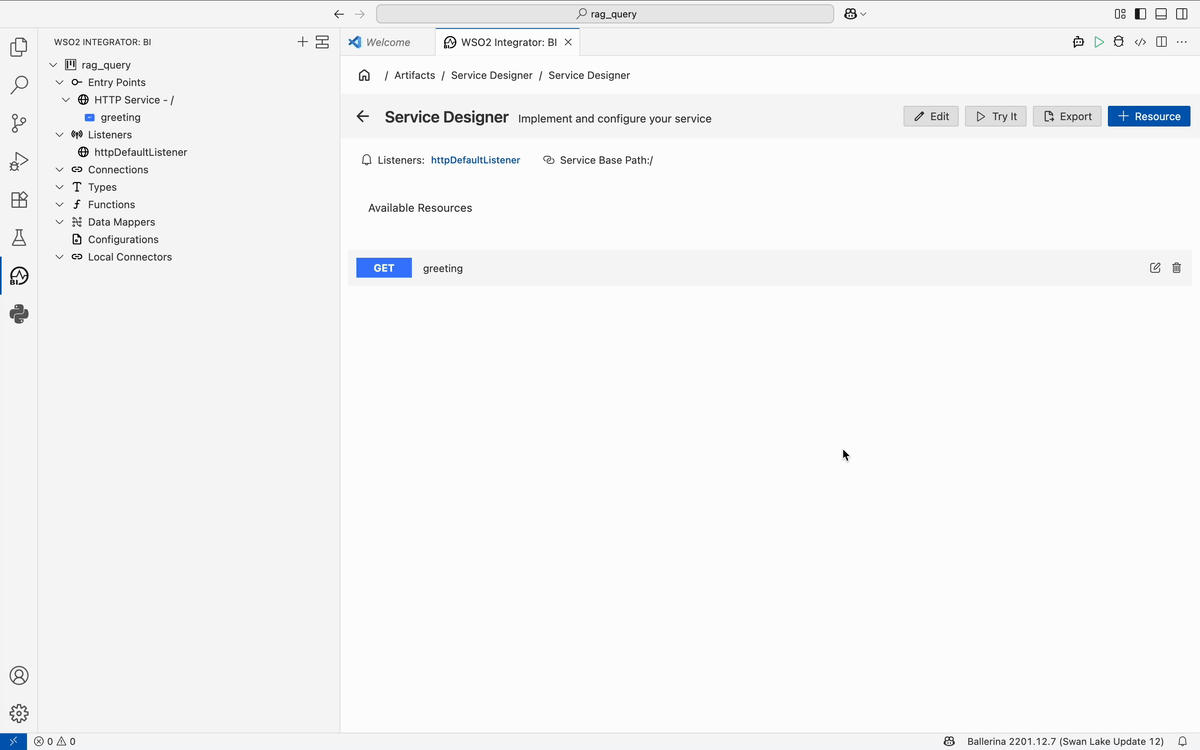 rag_query
WSO2 INTEGRATOR: BI
rag_query
Entry Points
HTTP Service - /
greeting
Listeners
httpDefaultListener
Connections
Types
Functions
Data Mappers
Configurations
Local Connectors
Welcome
WSO2 Integrator: BI
/ Artifacts / Service Designer / Service Designer
Service Designer Implement and configure your service
Edit
Try It
Export
Resource
Listeners: httpDefaultListener
Service Base Path:/
Available Resources
GET greeting
BI
0 0
Ballerina 2201.12.7 (Swan Lake Update 12)